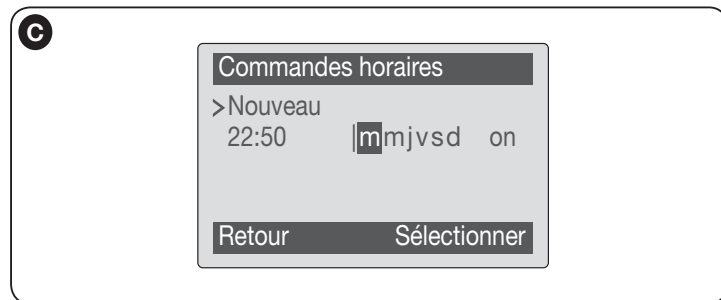 C
Commandes horaires
>Nouveau
22:50 |mmjvsd on
Retour Sélectionner